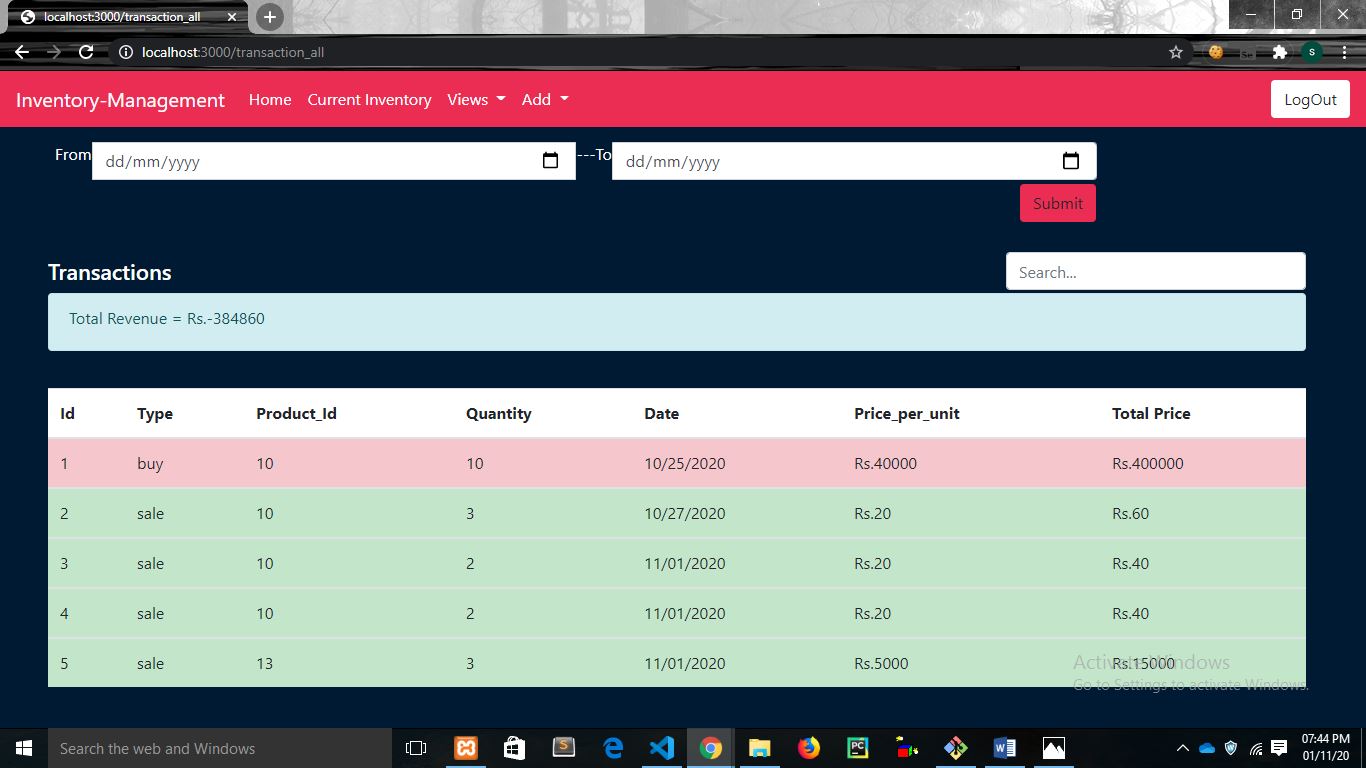 localhost:3000/transaction_all
localhost:3000/transaction_all
S
Inventory-Management Home Current Inventory Views Add LogOut
From dd/mm/yyyy ---To dd/mm/yyyy
Submit
Transactions Search...
Total Revenue = Rs.-384860
Id Type Product_Id Quantity Date Price_per_unit Total Price
1 buy 10 10 10/25/2020 Rs.40000 Rs.400000
2 sale 10 3 10/27/2020 Rs.20 Rs.60
3 sale 10 2 11/01/2020 Rs.20 Rs.40
4 sale 10 2 11/01/2020 Rs.20 Rs.40
5 sale 13 3 11/01/2020 Rs.5000 Rs.15000
Activate Windows
Go to Settings to activate Windows.
Search the web and Windows
S
PC
W
07:44 PM
01/11/20